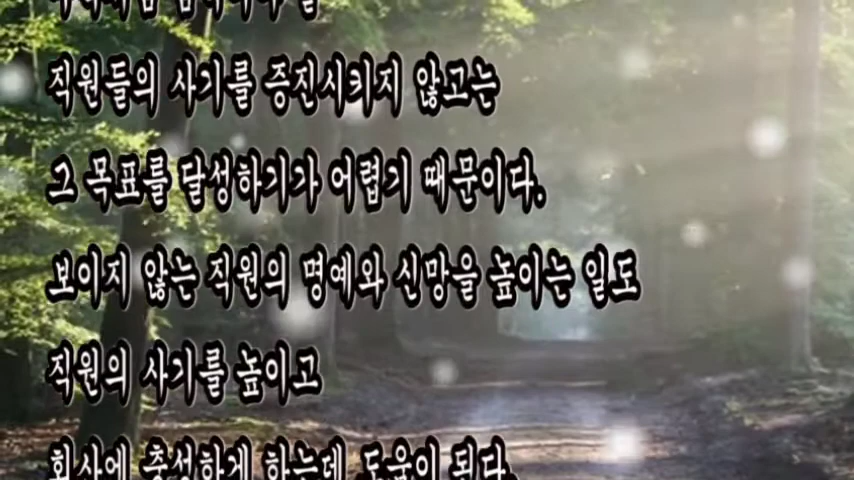 직원들의 사기를 증진시키지 않고는
그 목표를 달성하기가 어렵기 때문이다.
보이지 않는 직원의 명예와 신망을 높이는 일도
직원의 사기를 높이고
회사에 충성하게 하는데 도움이 된다.